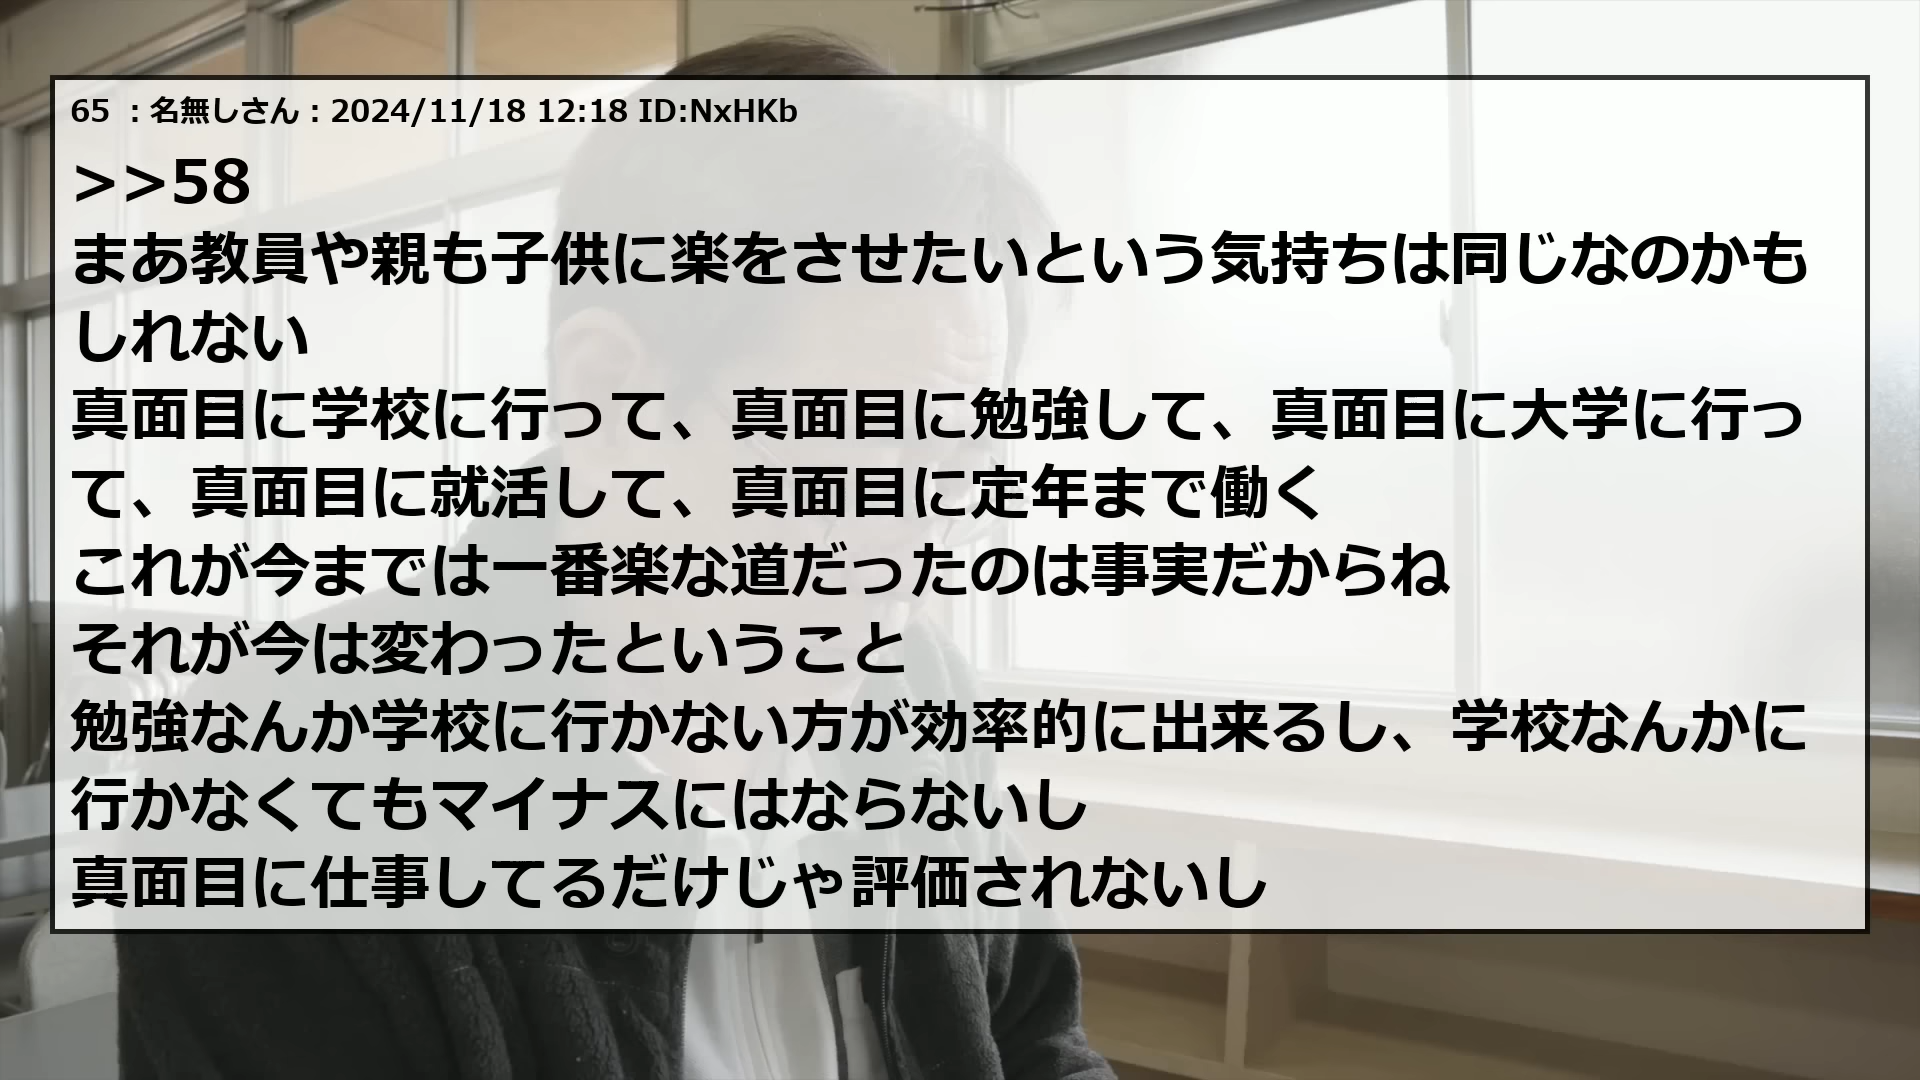 65 ：名無しさん：2024/11/18 12:18 ID:NxHKb
>>58
まあ教員や親も子供に楽をさせたいという気持ちは同じなのかも
しれない
真面目に学校に行って、真面目に勉強して、真面目に大学に行っ
て、真面目に就活して、真面目に定年まで働く
これが今までは一番楽な道だったのは事実だからね
それが今は変わったということ
勉強なんか学校に行かない方が効率的に出来るし、学校なんかに
行かなくてもマイナスにはならないし
真面目に仕事してるだけじゃ評価されないし